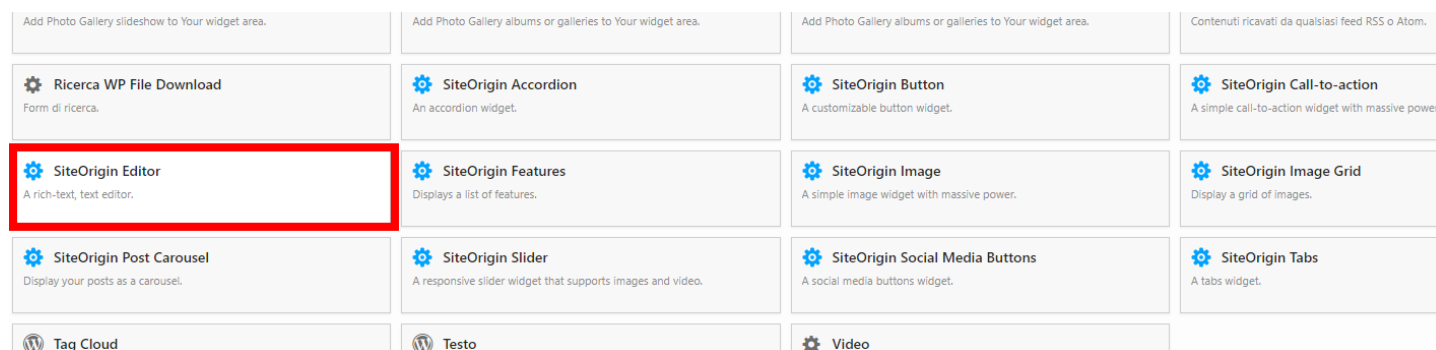 Add Photo Gallery slideshow to Your widget area.
Add Photo Gallery albums or galleries to Your widget area.
Add Photo Gallery albums or galleries to Your widget area.
Contenuti ricavati da qualsiasi feed RSS o Atom.
Ricerca WP File Download
Form di ricerca.
SiteOrigin Accordion
An accordion widget.
SiteOrigin Button
A customizable button widget.
SiteOrigin Call-to-action
A simple call-to-action widget with massive power
SiteOrigin Editor
A rich-text, text editor.
SiteOrigin Features
Displays a list of features.
SiteOrigin Image
A simple image widget with massive power.
SiteOrigin Image Grid
Display a grid of images.
SiteOrigin Post Carousel
Display your posts as a carousel.
SiteOrigin Slider
A responsive slider widget that supports images and video.
SiteOrigin Social Media Buttons
A social media buttons widget.
SiteOrigin Tabs
A tabs widget.
Tag Cloud
Testo
Video